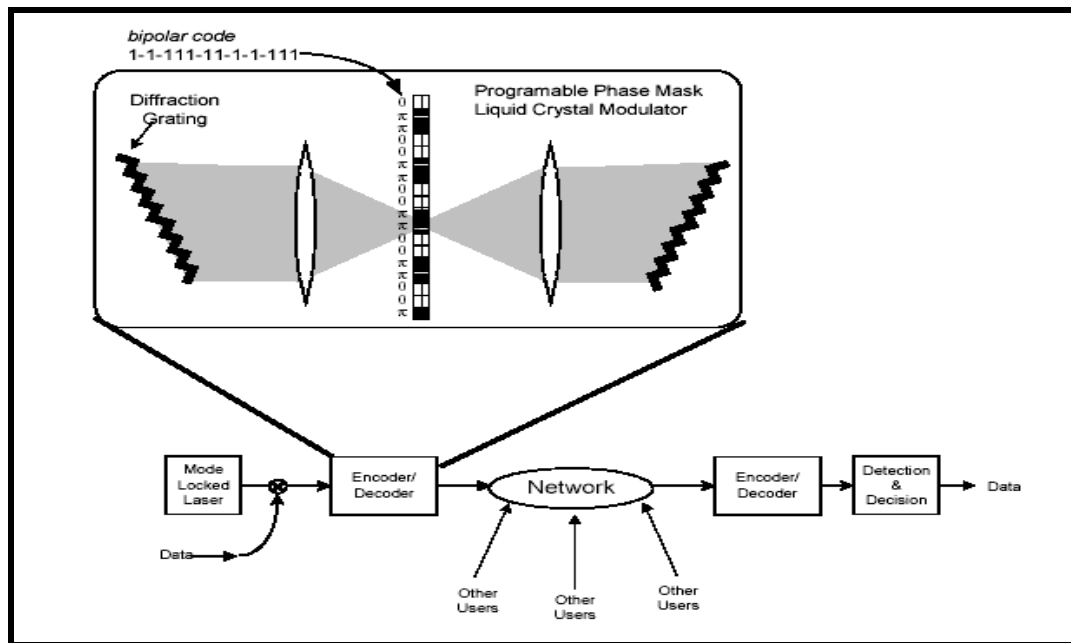 bipolar code
1-1-111-11-1-1-111
Diffraction
Grating
Programable Phase Mask
Liquid Crystal Modulator
0
π
π
0
0
π
π
0
0
π
π
0
0
π
π
0
0
π
Mode
Locked
Laser
Data
Encoder/
Decoder
Network
Other
Users
Other
Users
Other
Users
Encoder/
Decoder
Detection
&
Decision
Data